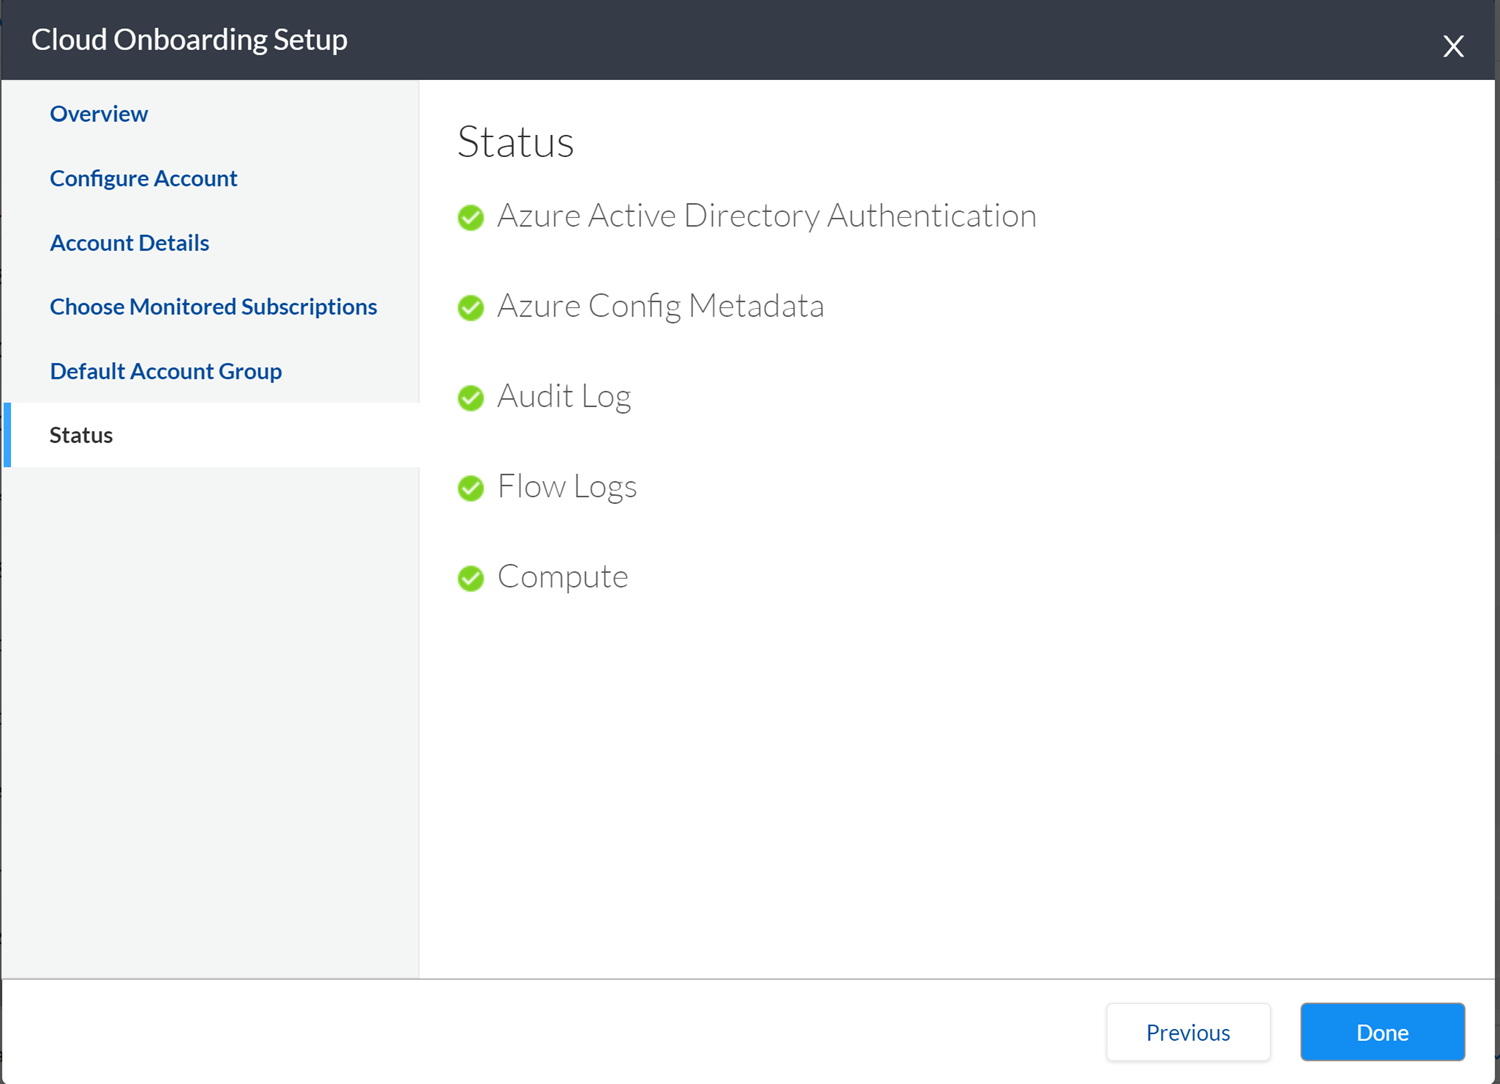 Cloud Onboarding Setup
X
Overview
Configure Account
Account Details
Choose Monitored Subscriptions
Default Account Group
Status
Status
Azure Active Directory Authentication
Azure Config Metadata
Audit Log
Flow Logs
Compute
Previous
Done